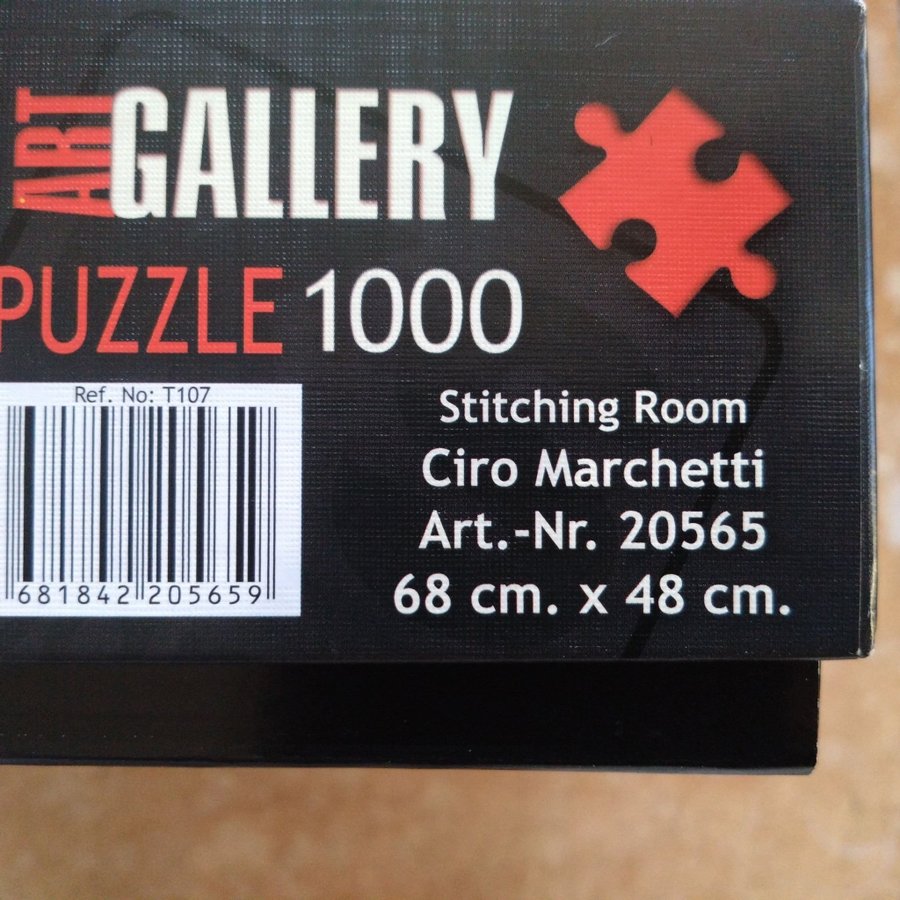 ART GALLERY
PUZZLE 1000
Ref. No: T107
681842 205659
Stitching Room
Ciro Marchetti
Art.-Nr. 20565
68 cm. x 48 cm.